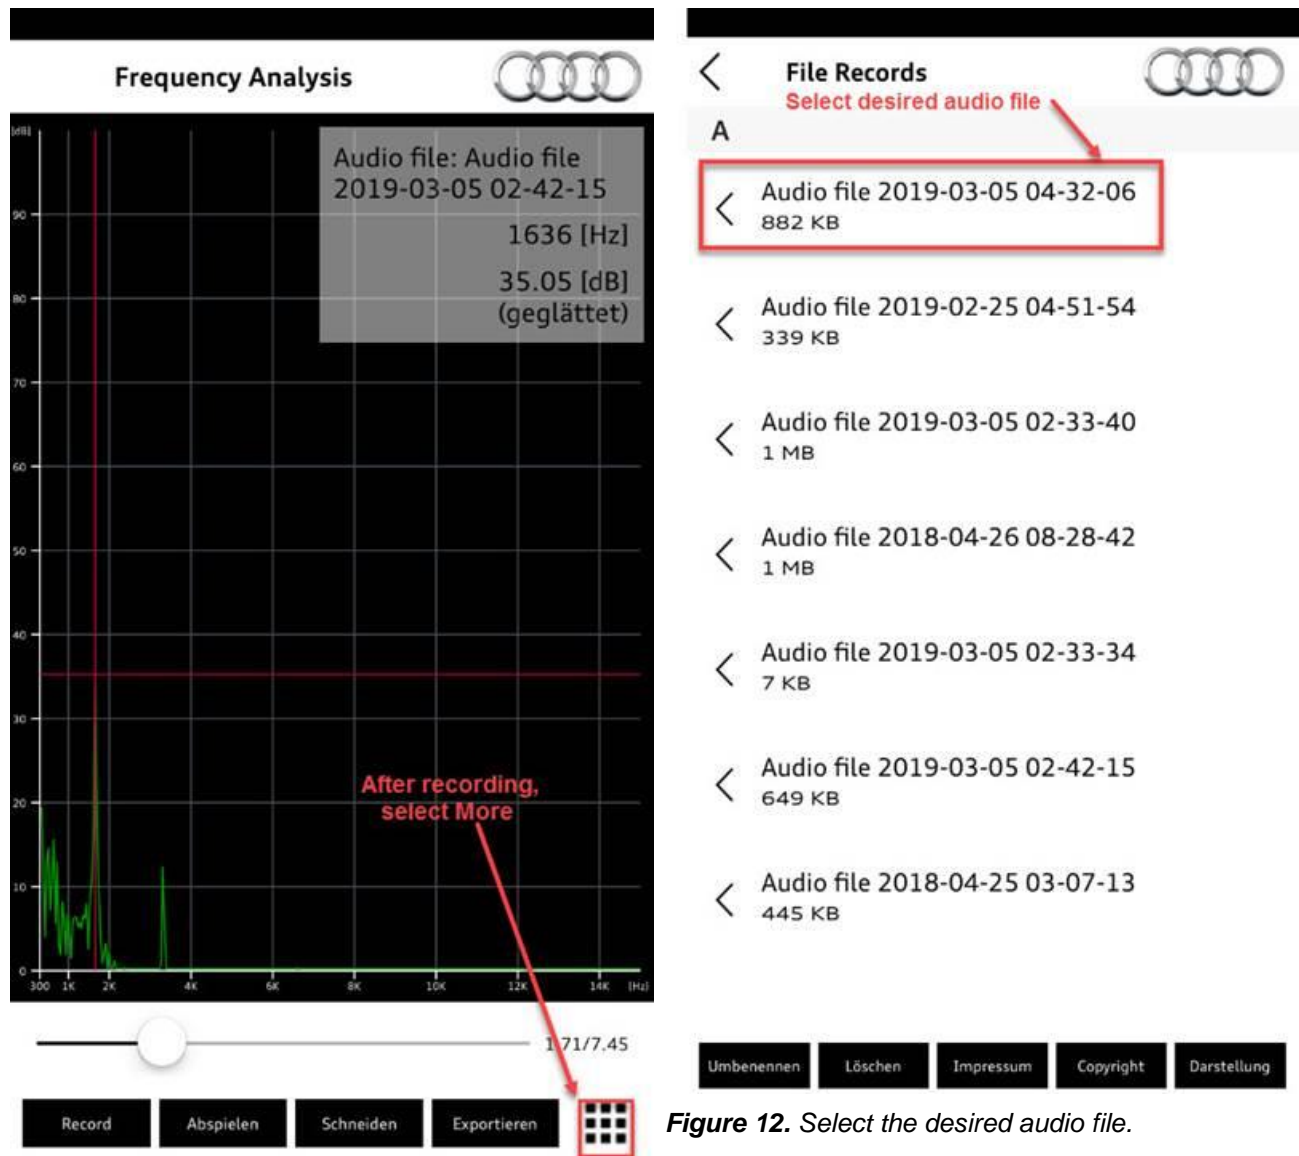 Frequency Analysis
[dB]
Audio file: Audio file
2019-03-05 02-42-15
1636 [Hz]
35.05 [dB]
(geglättet)
90
80
70
60
50
40
30
20
10
0
After recording,
select More
300 1K 2K 4K 6K 8K 10K 12K 14K [Hz]
1.71/7.45
Record Abspielen Schneiden Exportieren
File Records
Select desired audio file
A
Audio file 2019-03-05 04-32-06
882 KB
Audio file 2019-02-25 04-51-54
339 KB
Audio file 2019-03-05 02-33-40
1 MB
Audio file 2018-04-26 08-28-42
1 MB
Audio file 2019-03-05 02-33-34
7 KB
Audio file 2019-03-05 02-42-15
649 KB
Audio file 2018-04-25 03-07-13
445 KB
Umbenennen Löschen Impressum Copyright Darstellung
Figure 12. Select the desired audio file.